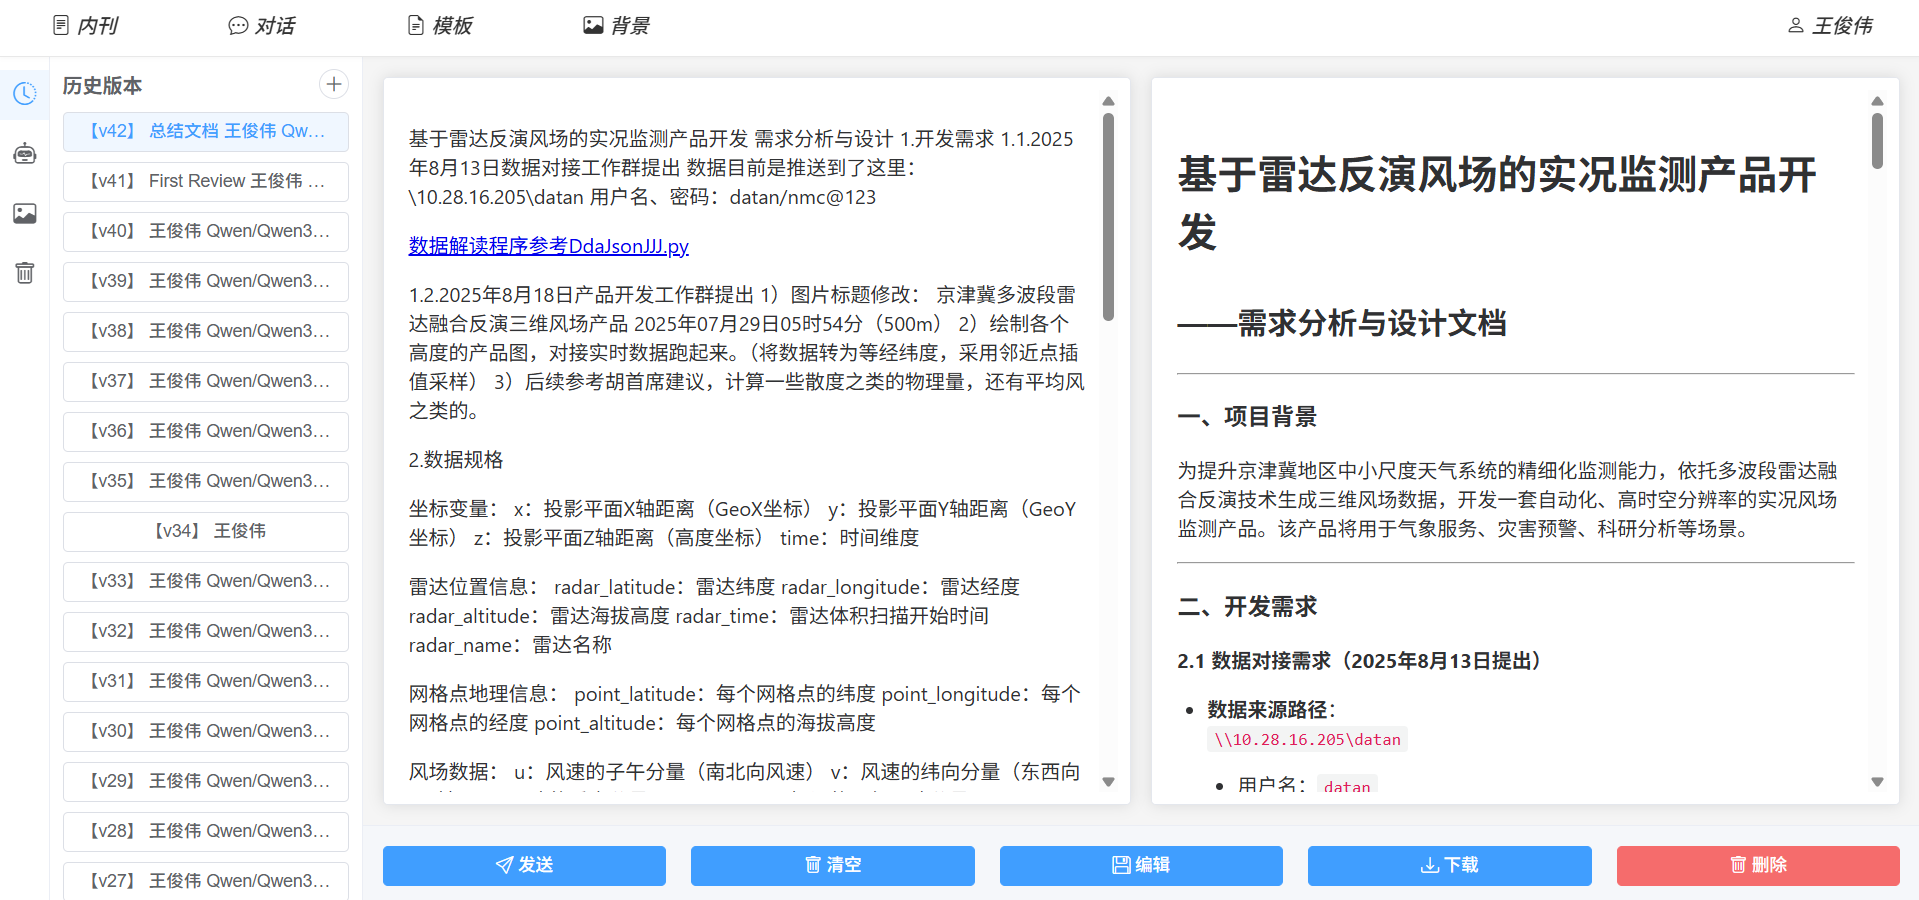 内刊
对话
模板
背景
王俊伟
历史版本
【v42】 总结文档 王俊伟 Qw...
【v41】 First Review 王俊伟 ...
【v40】 王俊伟 Qwen/Qwen3...
【v39】 王俊伟 Qwen/Qwen3...
【v38】 王俊伟 Qwen/Qwen3...
【v37】 王俊伟 Qwen/Qwen3...
【v36】 王俊伟 Qwen/Qwen3...
【v35】 王俊伟 Qwen/Qwen3...
【v34】 王俊伟
【v33】 王俊伟 Qwen/Qwen3...
【v32】 王俊伟 Qwen/Qwen3...
【v31】 王俊伟 Qwen/Qwen3...
【v30】 王俊伟 Qwen/Qwen3...
【v29】 王俊伟 Qwen/Qwen3...
【v28】 王俊伟 Qwen/Qwen3...
【v27】 王俊伟 Qwen/Qwen3...
基于雷达反演风场的实况监测产品开发 需求分析与设计 1.开发需求 1.1.2025
年8月13日数据对接工作群提出 数据目前是推送到了这里：
\10.28.16.205\datan 用户名、密码：datan/nmc@123
数据解读程序参考DdaJsonJJJ.py
1.2.2025年8月18日产品开发工作群提出 1）图片标题修改： 京津冀多波段雷
达融合反演三维风场产品 2025年07月29日05时54分（500m） 2）绘制各个
高度的产品图，对接实时数据跑起来。（将数据转为等经纬度，采用邻近点插
值采样） 3）后续参考胡首席建议，计算一些散度之类的物理量，还有平均风
之类的。
2.数据规格
坐标变量： x：投影平面X轴距离（GeoX坐标） y：投影平面Y轴距离（GeoY
坐标） z：投影平面Z轴距离（高度坐标） time：时间维度
雷达位置信息： radar_latitude：雷达纬度 radar_longitude：雷达经度
radar_altitude：雷达海拔高度 radar_time：雷达体积扫描开始时间
radar_name：雷达名称
网格点地理信息： point_latitude：每个网格点的纬度 point_longitude：每个
网格点的经度 point_altitude：每个网格点的海拔高度
风场数据： u：风速的子午分量（南北向风速） v：风速的纬向分量（东西向
基于雷达反演风场的实况监测产品开
发
——需求分析与设计文档
一、项目背景
为提升京津冀地区中小尺度天气系统的精细化监测能力，依托多波段雷达融
合反演技术生成三维风场数据，开发一套自动化、高时空分辨率的实况风场
监测产品。该产品将用于气象服务、灾害预警、科研分析等场景。
二、开发需求
2.1 数据对接需求（2025年8月13日提出）
• 数据来源路径：
\\10.28.16.205\datan
• 用户名： datan
发送
清空
编辑
下载
删除